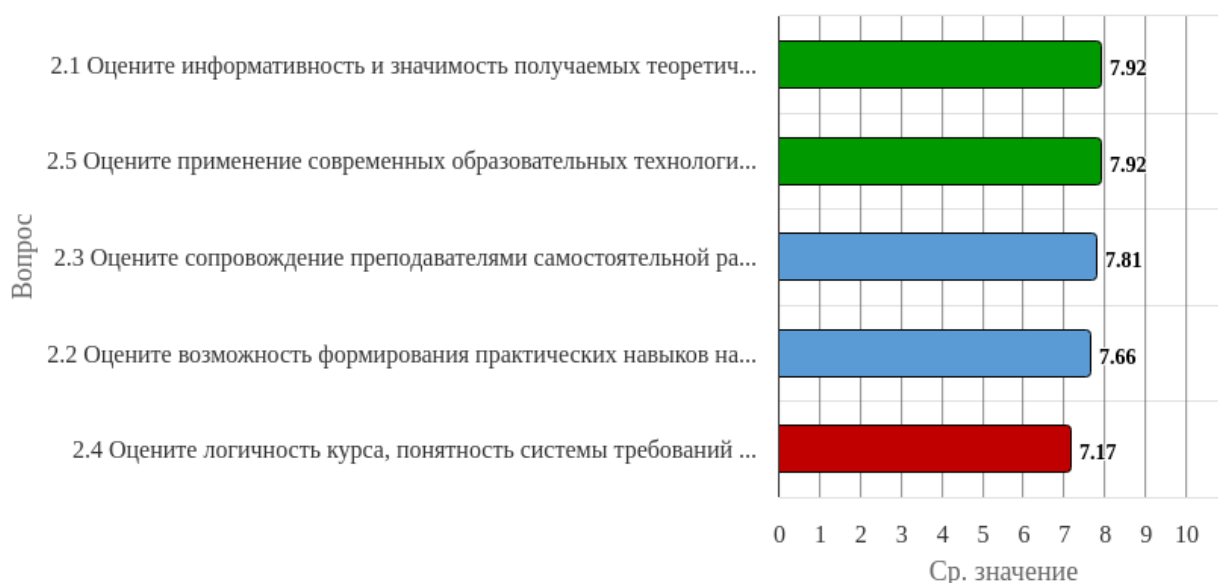 2.1 Оцените информативность и значимость получаемых теоретич...
7.92
2.5 Оцените применение современных образовательных технологи...
7.92
2.3 Оцените сопровождение преподавателями самостоятельной ра...
7.81
2.2 Оцените возможность формирования практических навыков на...
7.66
2.4 Оцените логичность курса, понятность системы требований ...
7.17
Вопрос
0 1 2 3 4 5 6 7 8 9 10
Ср. значение